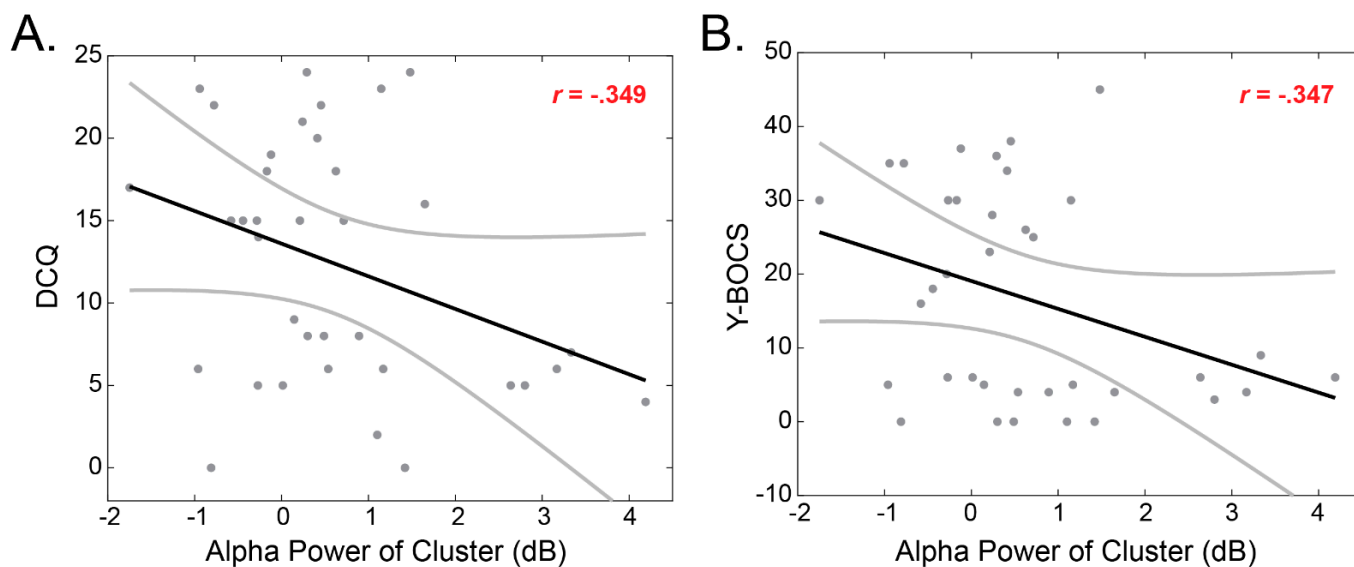 A.
r = -.349
25
20
15
10
5
0
DCQ
-2 -1 0 1 2 3 4
Alpha Power of Cluster (dB)
B.
r = -.347
50
40
30
20
10
0
-10
Y-BOCS
-2 -1 0 1 2 3 4
Alpha Power of Cluster (dB)